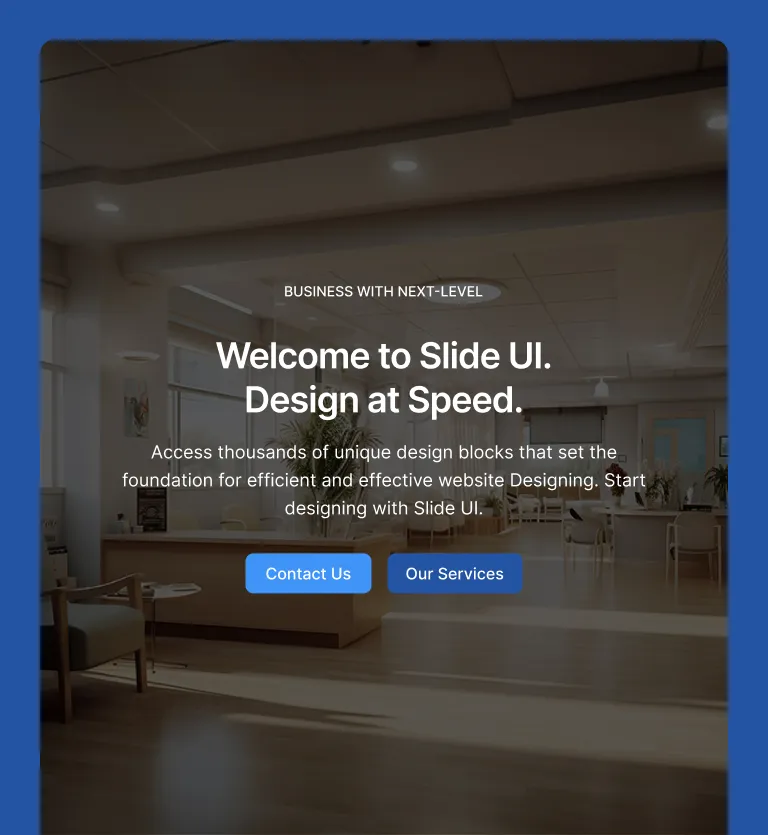 BUSINESS WITH NEXT-LEVEL
Welcome to Slide UI.
Design at Speed.
Access thousands of unique design blocks that set the
foundation for efficient and effective website Designing. Start
designing with Slide UI.
Contact Us
Our Services